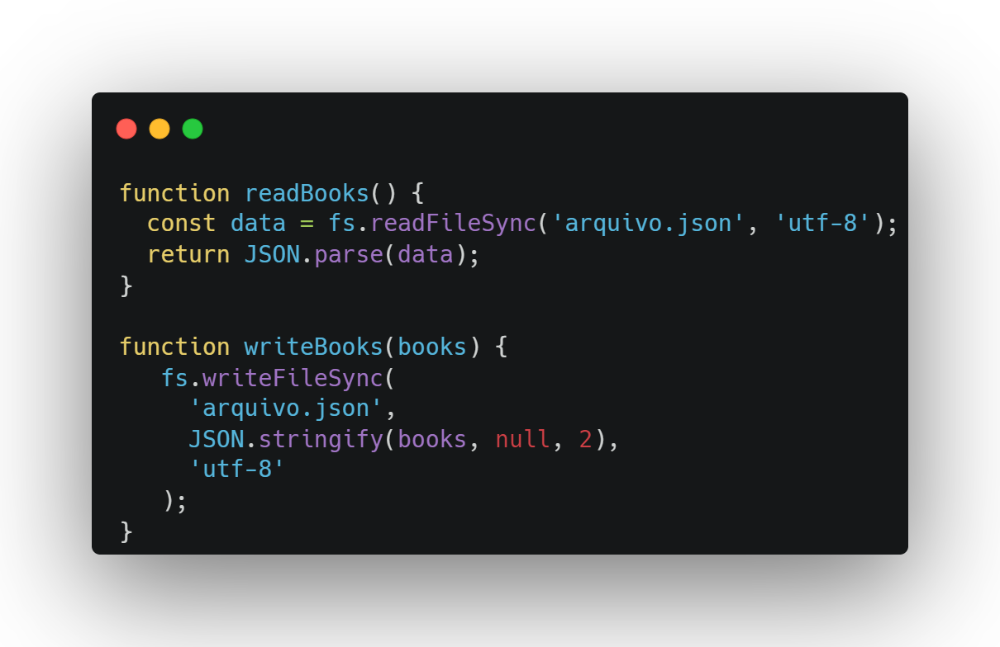 function readBooks() {
  const data = fs.readFileSync('arquivo.json', 'utf-8');
  return JSON.parse(data);
}

function writeBooks(books) {
   fs.writeFileSync(
     'arquivo.json',
     JSON.stringify(books, null, 2),
     'utf-8'
   );
}